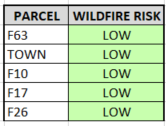 PARCEL WILDFIRE RISK
F63 LOW
TOWN LOW
F10 LOW
F17 LOW
F26 LOW